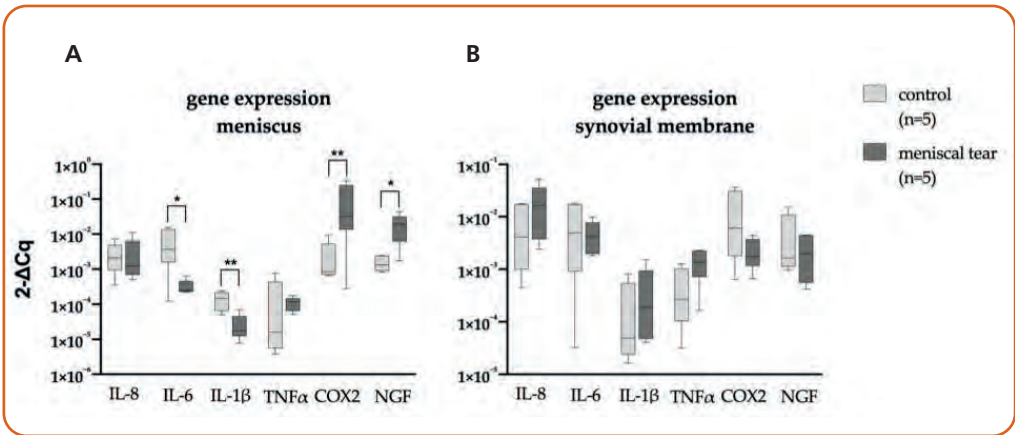 A
B
gene expression
meniscus
gene expression
synovial membrane
control
(n=5)
meniscal tear
(n=5)
2-ΔCq
1×10⁰
1×10⁻¹
1×10⁻²
1×10⁻³
1×10⁻⁴
1×10⁻⁵
1×10⁻⁶
*
**
**
*
IL-8 IL-6 IL-1β TNFα COX2 NGF
1×10⁻¹
1×10⁻²
1×10⁻³
1×10⁻⁴
IL-8 IL-6 IL-1β TNFα COX2 NGF